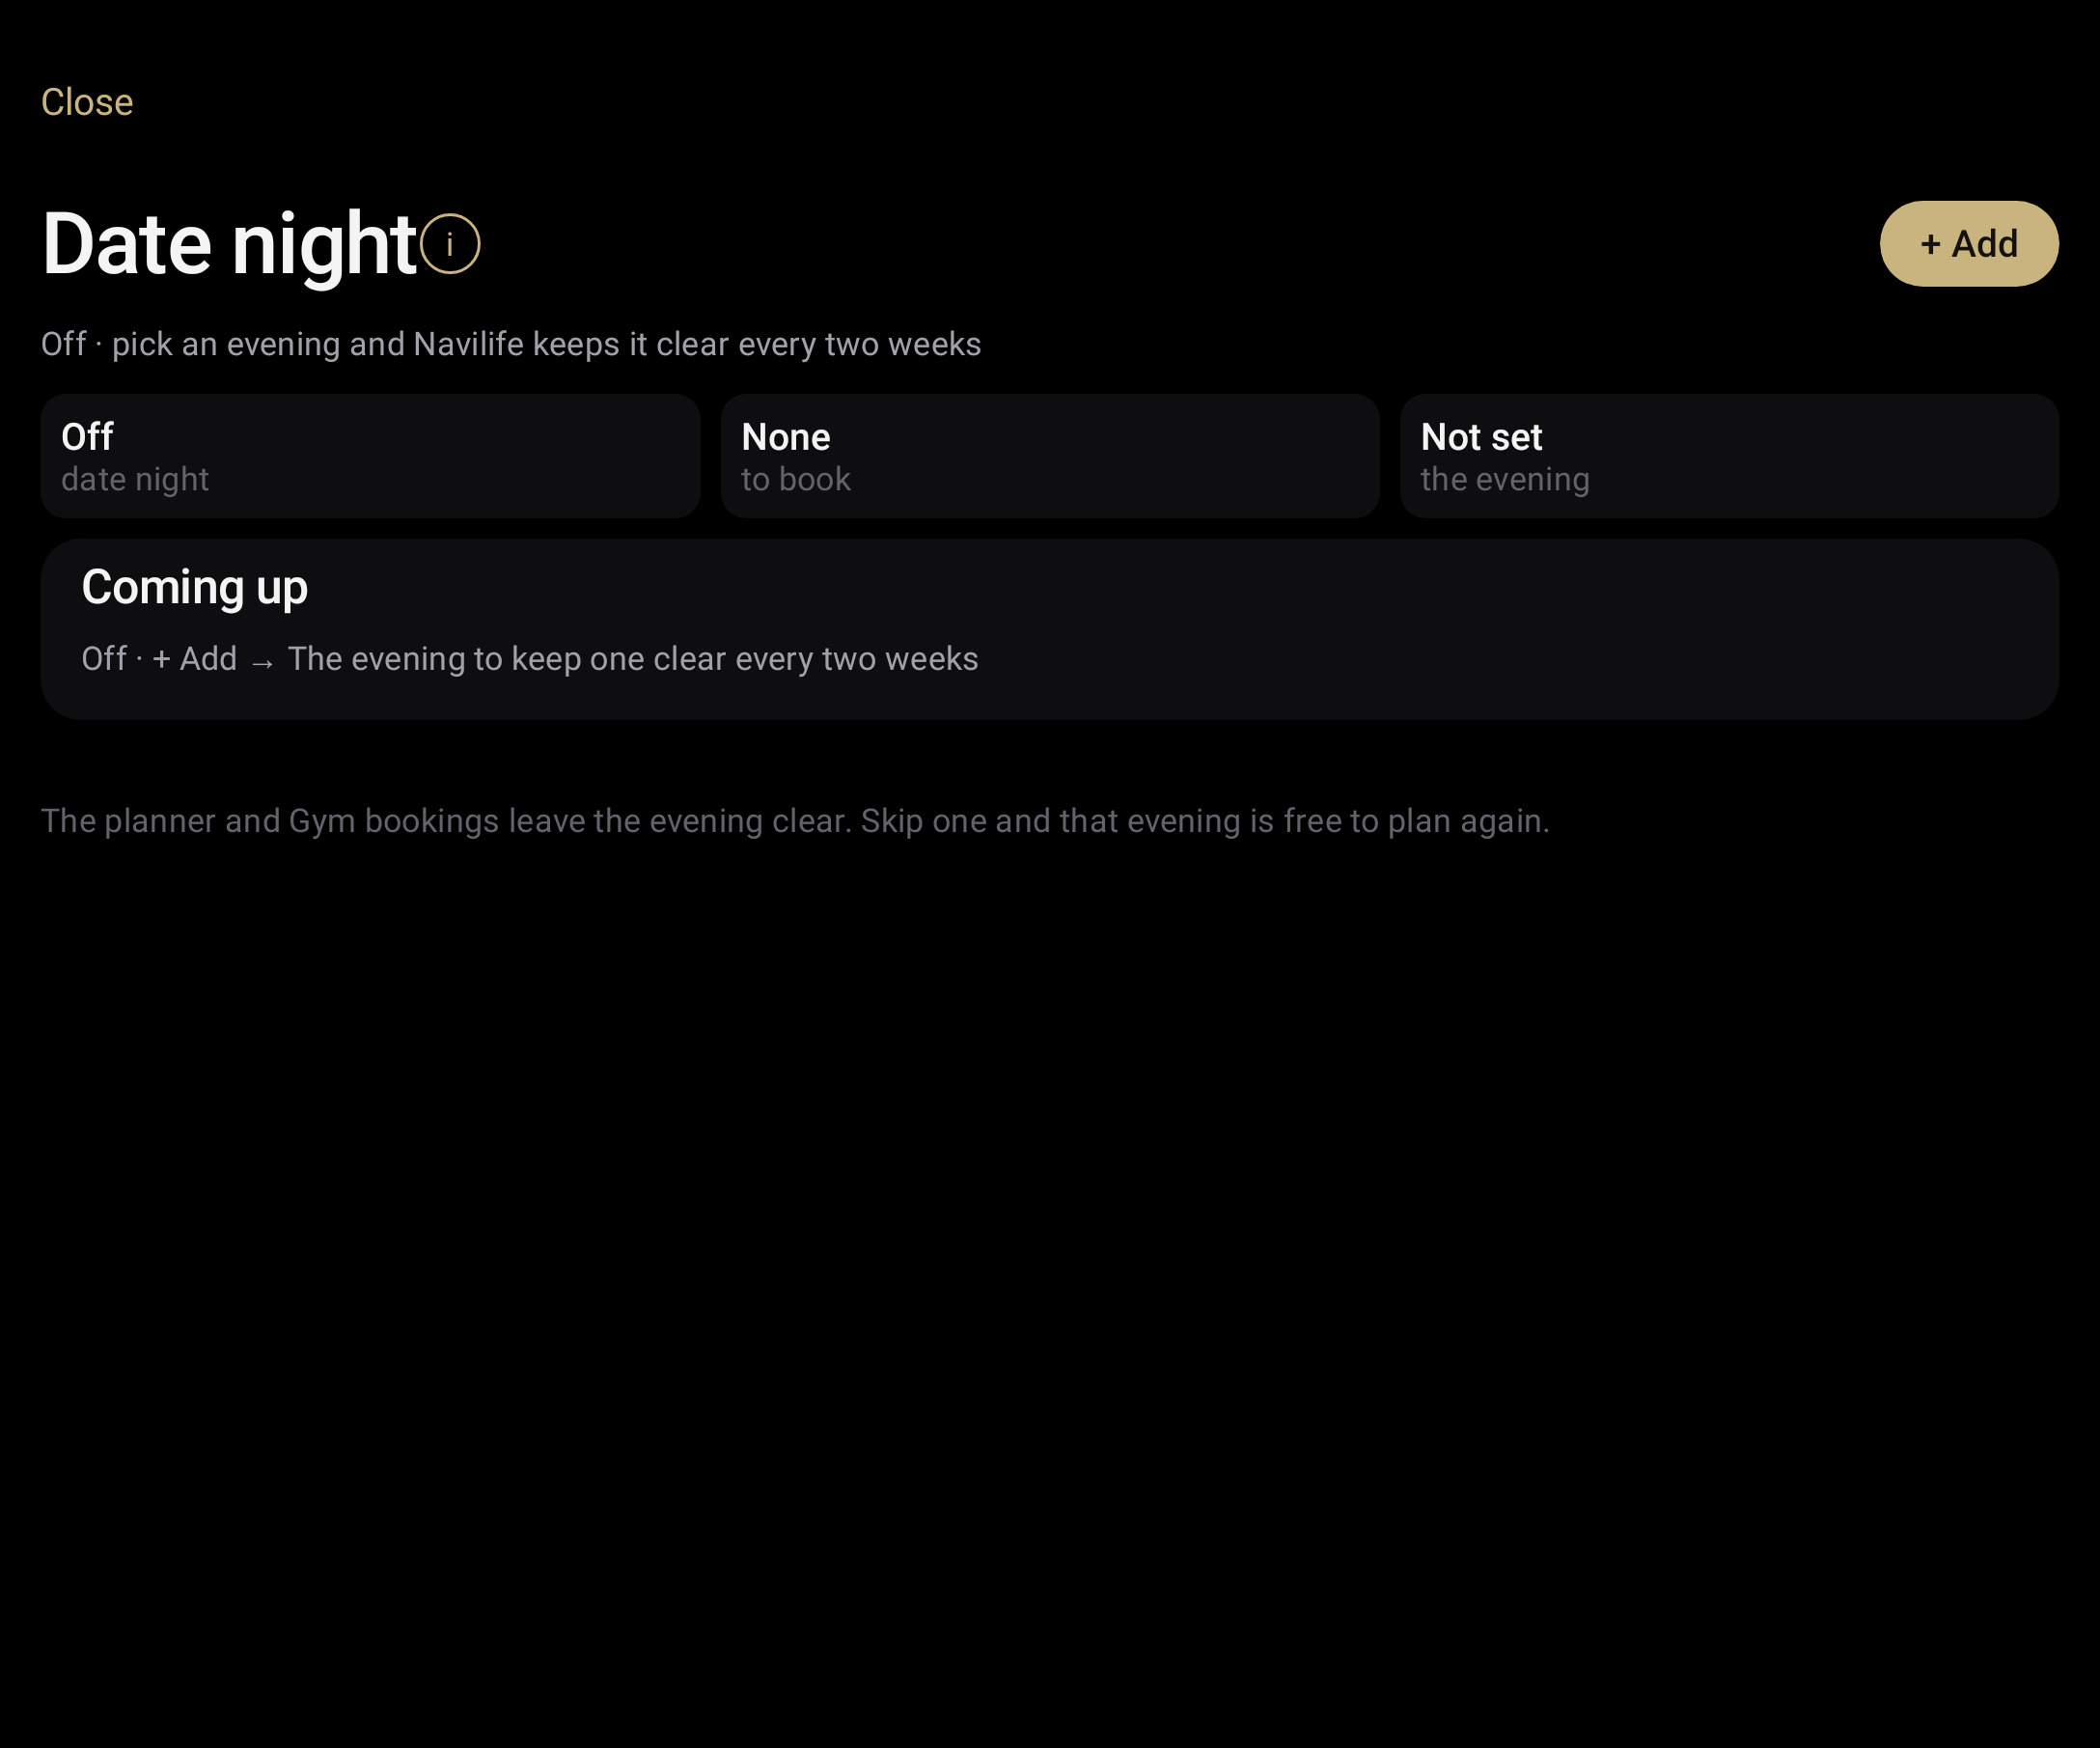 Close
Date night i
+ Add
Off · pick an evening and Navilife keeps it clear every two weeks
Off
date night
None
to book
Not set
the evening
Coming up
Off · + Add → The evening to keep one clear every two weeks
The planner and Gym bookings leave the evening clear. Skip one and that evening is free to plan again.